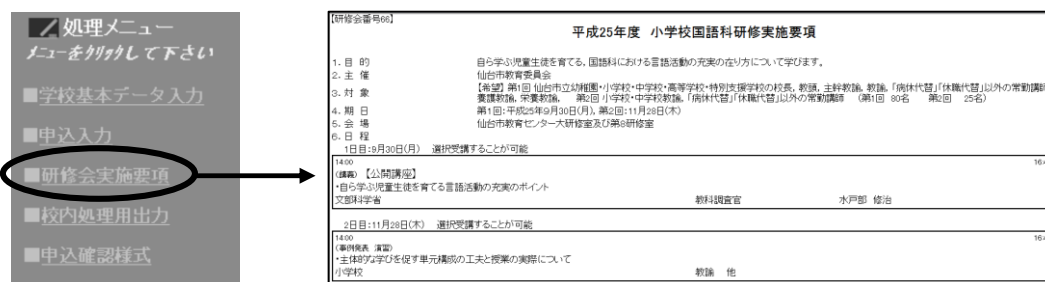 処理メニュー
メニューをクリックして下さい
■学校基本データ入力
■申込入力
■研修会実施要項
■校内処理用出力
■申込確認様式
【研修会番号66】
平成25年度 小学校国語科研修実施要項
1. 目 的 自ら学ぶ児童生徒を育てる、国語科における言語活動の充実の在り方について学びます。
2. 主 催 仙台市教育委員会
3. 対 象 【希望】 第1回 仙台市立幼稚園・小学校・中学校・高等学校・特別支援学校の校長、教頭、主幹教諭、教諭、「病休代替」「休職代替」以外の常勤講師
養護教諭、栄養教諭、 第2回 小学校・中学校教諭、「病休代替」「休職代替」以外の常勤講師 (第1回 80名 第2回 25名)
4. 期 日 第1回:平成25年9月30日(月)、第2回:11月28日(木)
5. 会 場 仙台市教育センター大研修室及び第8研修室
6. 日 程
1日目:9月30日(月) 選択受講することが可能
14:00 16:
(講義) 【公開講座】
・自ら学ぶ児童生徒を育てる言語活動の充実のポイント
文部科学省 教科調査官 水戸部 修治
2日目:11月28日(木) 選択受講することが可能
14:00 16:
(事例発表 演習)
・主体的な学びを促す単元構成の工夫と授業の実際について
小学校 教諭 他